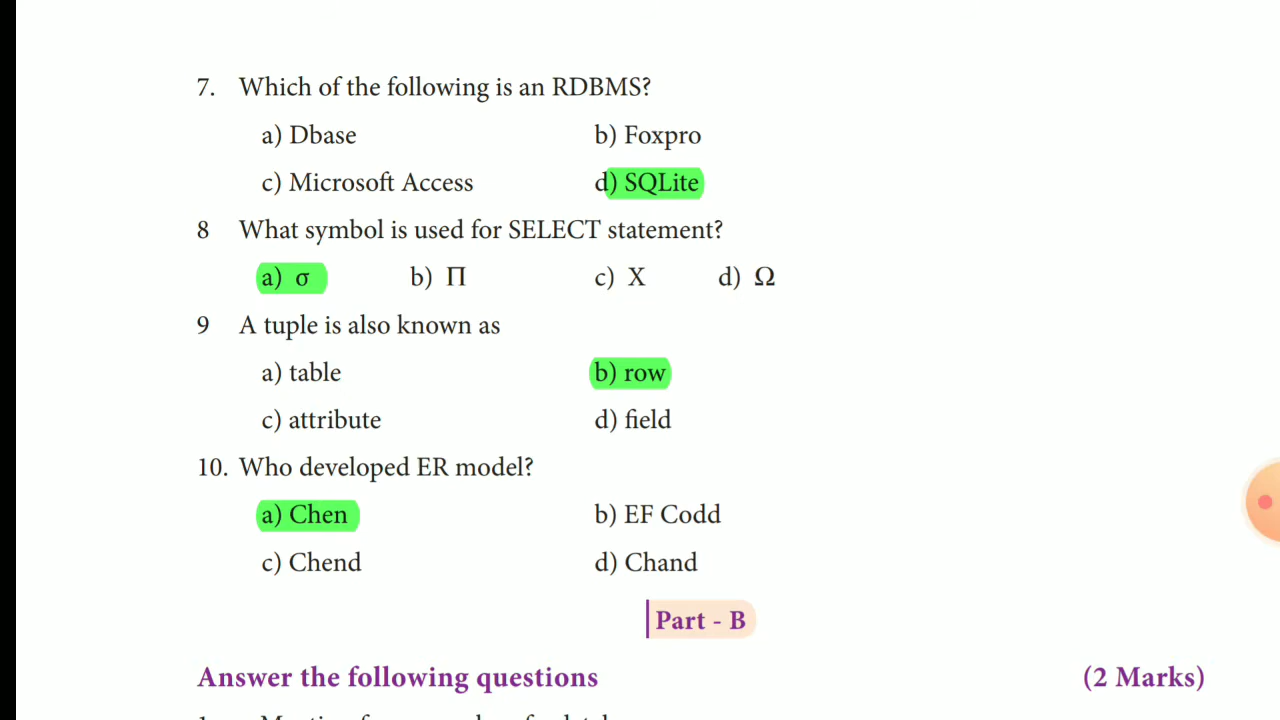 7. Which of the following is an RDBMS?
a) Dbase b) Foxpro
c) Microsoft Access d) SQLite
8 What symbol is used for SELECT statement?
a) σ b) Π c) X d) Ω
9 A tuple is also known as
a) table b) row
c) attribute d) field
10. Who developed ER model?
a) Chen b) EF Codd
c) Chend d) Chand
Part - B
Answer the following questions (2 Marks)